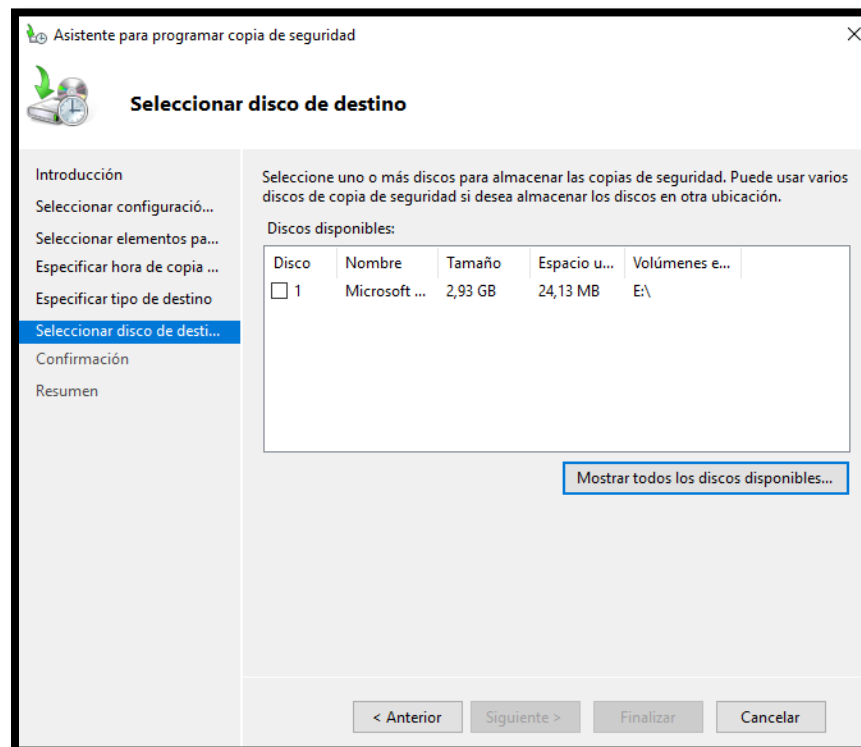 Asistente para programar copia de seguridad
Seleccionar disco de destino
Introducción
Seleccionar configuració...
Seleccionar elementos pa...
Especificar hora de copia ...
Especificar tipo de destino
Seleccionar disco de desti...
Confirmación
Resumen
Seleccione uno o más discos para almacenar las copias de seguridad. Puede usar varios
discos de copia de seguridad si desea almacenar los discos en otra ubicación.
Discos disponibles:
Disco Nombre Tamaño Espacio u... Volúmenes e...
1 Microsoft ... 2,93 GB 24,13 MB E:\
Mostrar todos los discos disponibles...
< Anterior Siguiente > Finalizar Cancelar